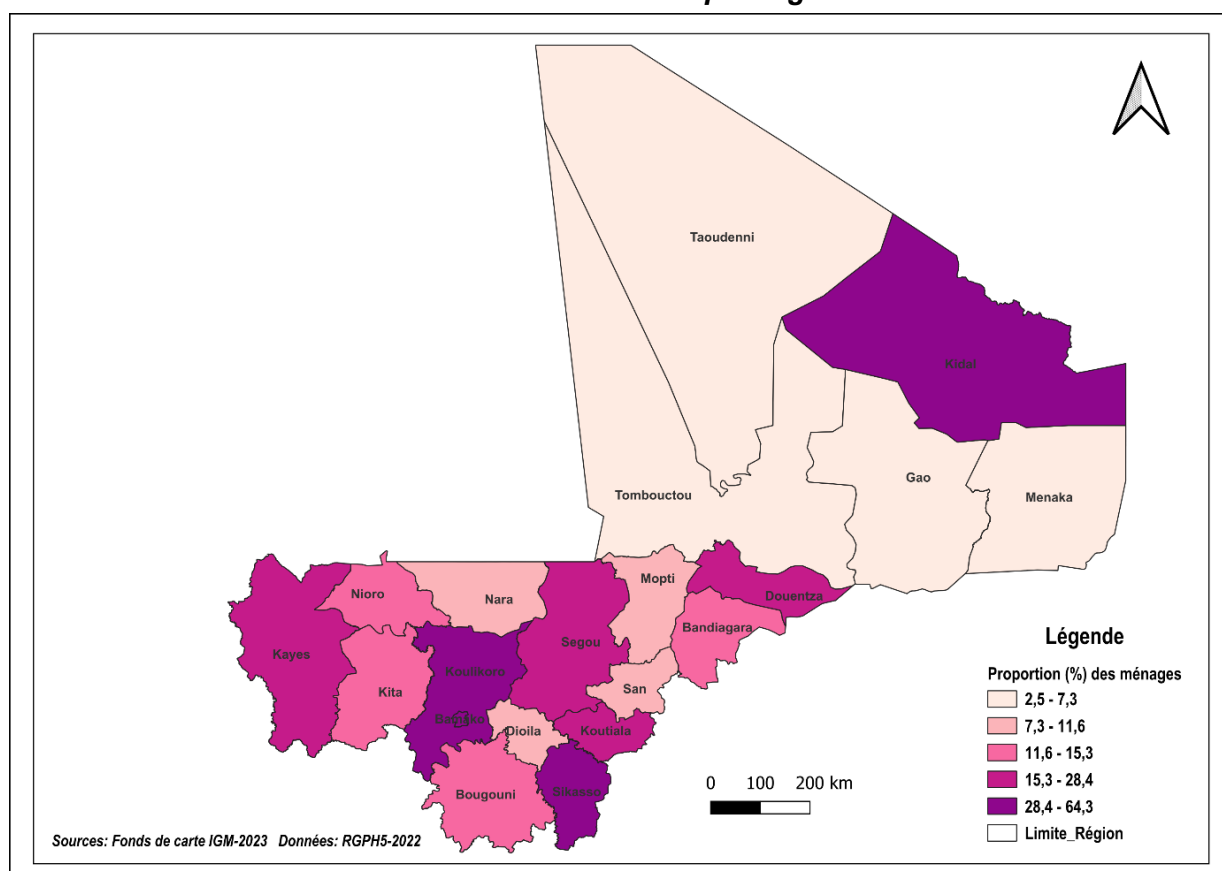 Taoudenni
Kidal
Gao
Menaka
Tombouctou
Mopti
Douentza
Nioro
Nara
Bandiagara
Kayes
Segou
Koulikoro
Kita
San
Bamako
Dioila
Koutiala
Bougouni
Sikasso
Légende
Proportion (%) des ménages
2,5 - 7,3
7,3 - 11,6
11,6 - 15,3
15,3 - 28,4
28,4 - 64,3
Limite_Région
0 100 200 km
Sources: Fonds de carte IGM-2023 Données: RGPH5-2022